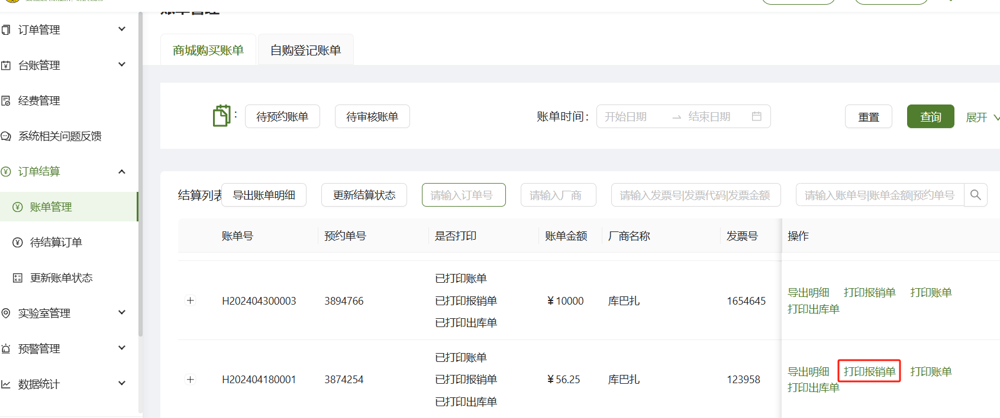 账单管理
订单管理
台账管理
经费管理
系统相关问题反馈
订单结算
账单管理
待结算订单
更新账单状态
实验室管理
预警管理
数据统计
商城购买账单 自购登记账单
: 待预约账单 待审核账单 账单时间: 开始日期 → 结束日期 重置 查询 展开
结算列表 导出账单明细 更新结算状态 请输入订单号 请输入厂商 请输入发票号|发票代码|发票金额 请输入账单号|账单金额|预约单号
账单号 预约单号 是否打印 账单金额 厂商名称 发票号 操作
H202404300003 3894766 已打印账单 ¥10000 库巴扎 1654645 导出明细 打印报销单 打印账单
已打印报销单 打印出库单
已打印出库单
H202404180001 3874254 已打印账单 ¥56.25 库巴扎 123958 导出明细 打印报销单 打印账单
已打印报销单 打印出库单
已打印出库单